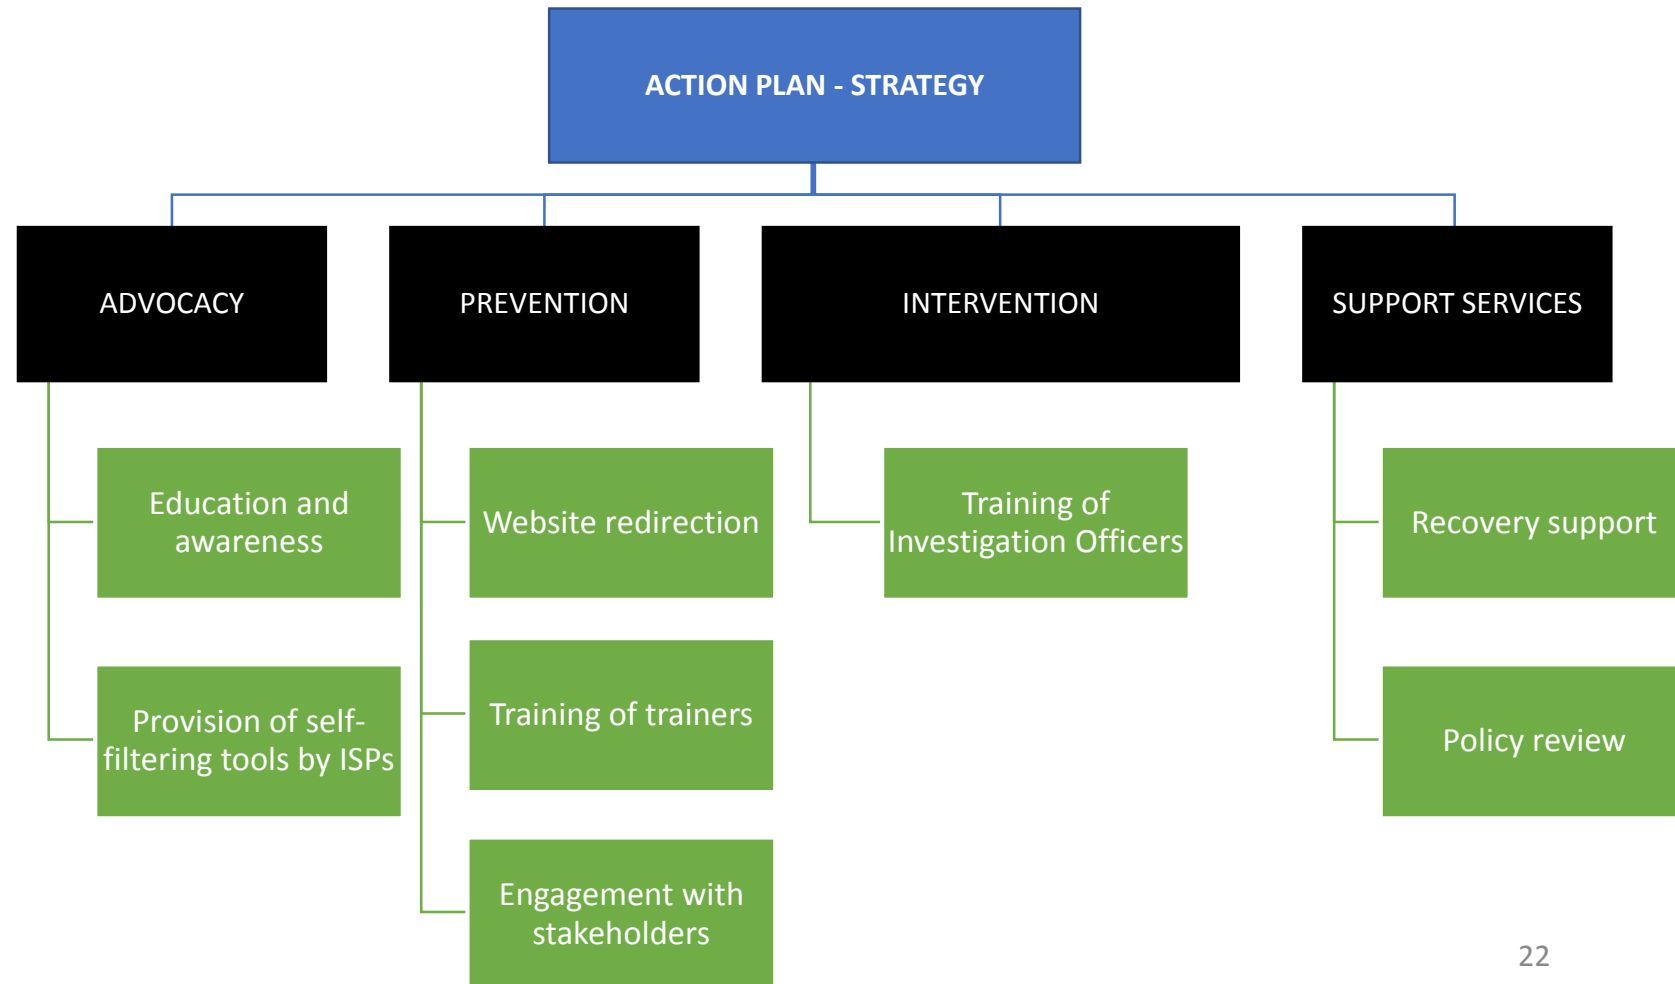 ACTION PLAN - STRATEGY
ADVOCACY
PREVENTION
INTERVENTION
SUPPORT SERVICES
Education and
awareness
Provision of self-
filtering tools by ISPs
Website redirection
Training of trainers
Engagement with
stakeholders
Training of
Investigation Officers
Recovery support
Policy review
22